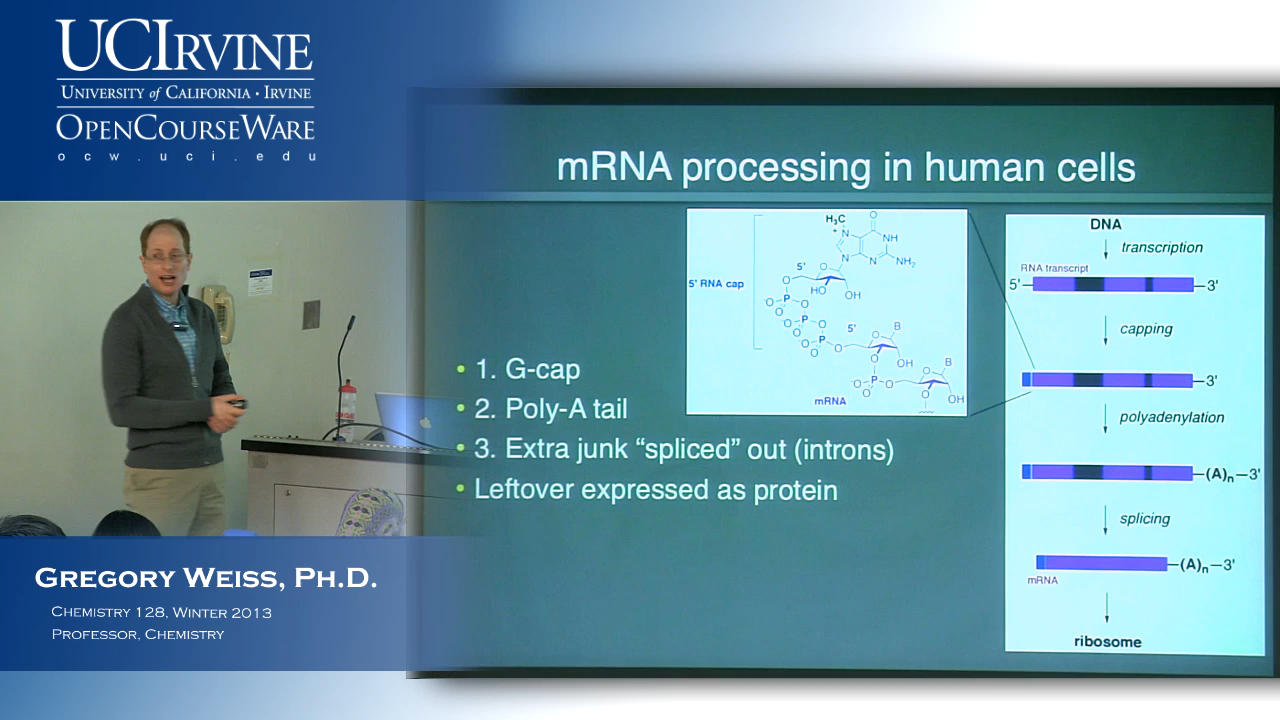 UCIRVINE
UNIVERSITY of CALIFORNIA · IRVINE
OPENCOURSEWARE
ocw.uci.edu
GREGORY WEISS, PH.D.
CHEMISTRY 128, WINTER 2013
PROFESSOR, CHEMISTRY
mRNA processing in human cells
• 1. G-cap
• 2. Poly-A tail
• 3. Extra junk “spliced” out (introns)
• Leftover expressed as protein
5' RNA cap
H₃C
+
N
O
NH
N
N
NH₂
5'
O
O
HO
OH
O
P
O
O
P
O
O
P
O
O
5'
O
B
O
OH
O
P
O
O
O
B
OH
mRNA
DNA
transcription
RNA transcript
5'
3'
capping
3'
polyadenylation
(A)n
3'
splicing
(A)n
3'
mRNA
ribosome